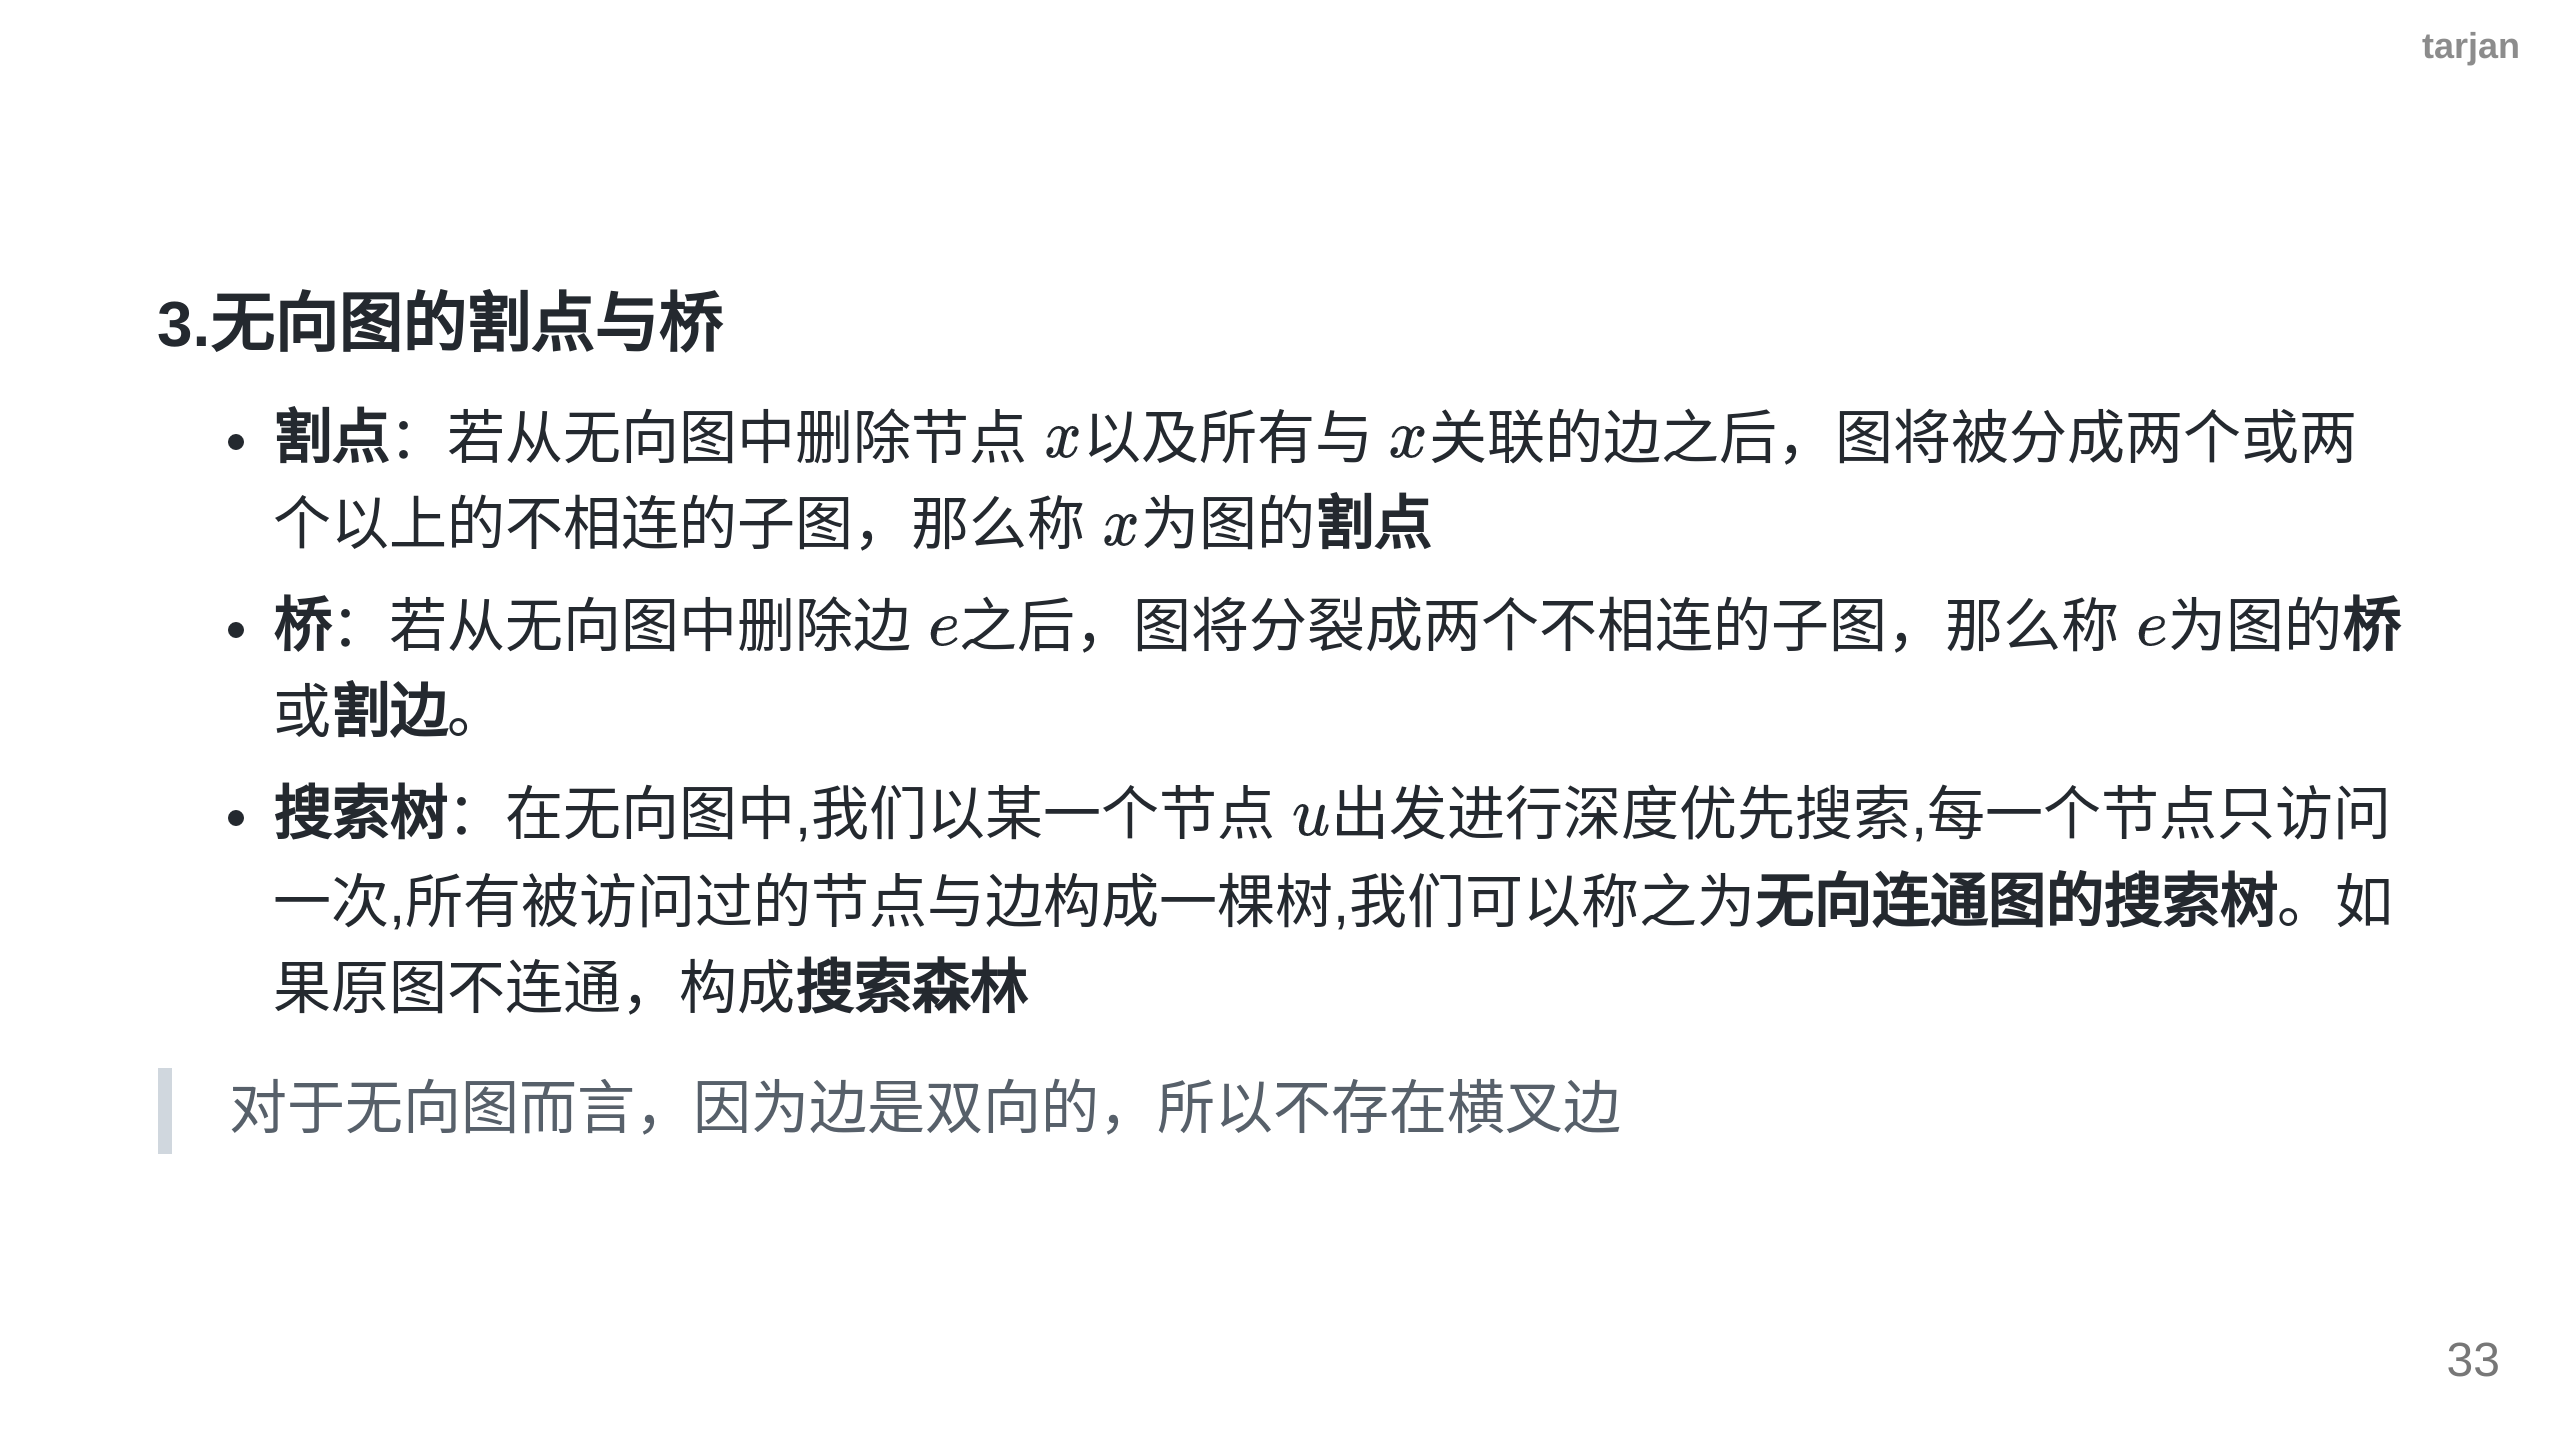 tarjan
3.无向图的割点与桥
• 割点：若从无向图中删除节点 x以及所有与 x关联的边之后，图将被分成两个或两
个以上的不相连的子图，那么称 x为图的割点
• 桥：若从无向图中删除边 e之后，图将分裂成两个不相连的子图，那么称 e为图的桥
或割边。
• 搜索树：在无向图中,我们以某一个节点 u出发进行深度优先搜索,每一个节点只访问
一次,所有被访问过的节点与边构成一棵树,我们可以称之为无向连通图的搜索树。如
果原图不连通，构成搜索森林
对于无向图而言，因为边是双向的，所以不存在横叉边
33